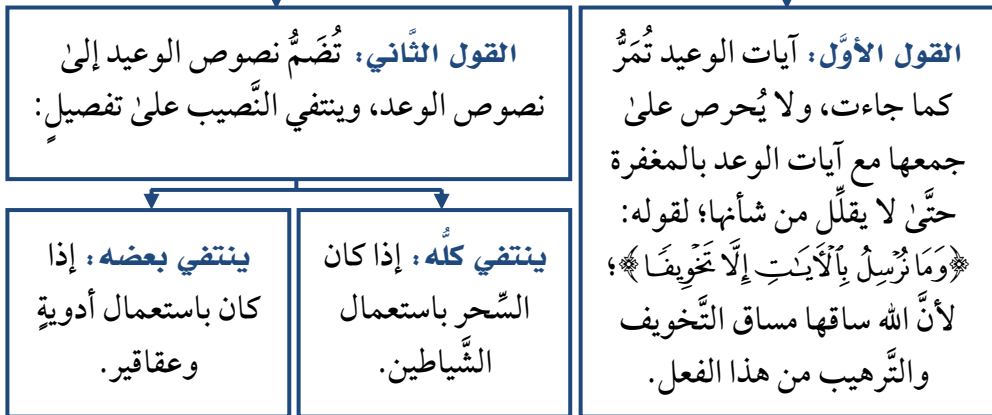 القول الأوَّل: آيات الوعيد تُمَرُّ
كما جاءت، ولا يُحرص علىٰ
جمعها مع آيات الوعد بالمغفرة
حتَّىٰ لا يقلِّل من شأنها؛ لقوله:
﴿وَمَا نُرْسِلُ بِٱلْأٓيَٰتِ إِلَّا تَخْوِيفًا﴾؛
لأنَّ الله ساقها مساق التَّخويف
والتَّرهيب من هذا الفعل.
القول الثَّاني: تُضَمُّ نصوص الوعيد إلىٰ
نصوص الوعد، وينتفي النَّصيب علىٰ تفصيلٍ:
ينتفي كلُّه: إذا كان
السِّحر باستعمال
الشَّياطين.
ينتفي بعضه: إذا
كان باستعمال أدويةٍ
وعقاقير.